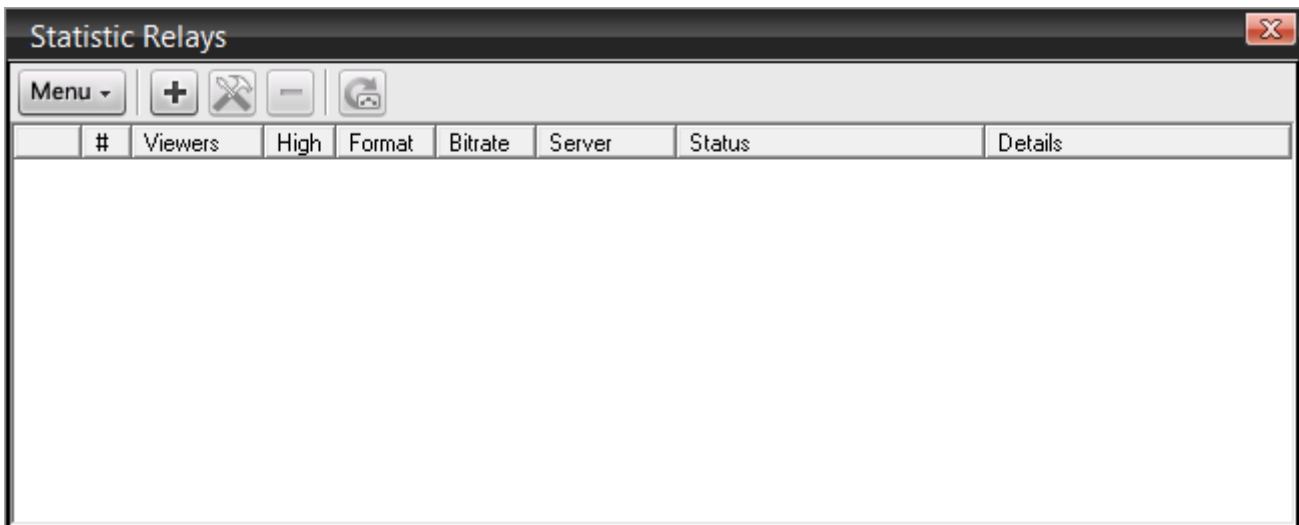 Statistic Relays
Menu
# Viewers High Format Bitrate Server Status Details